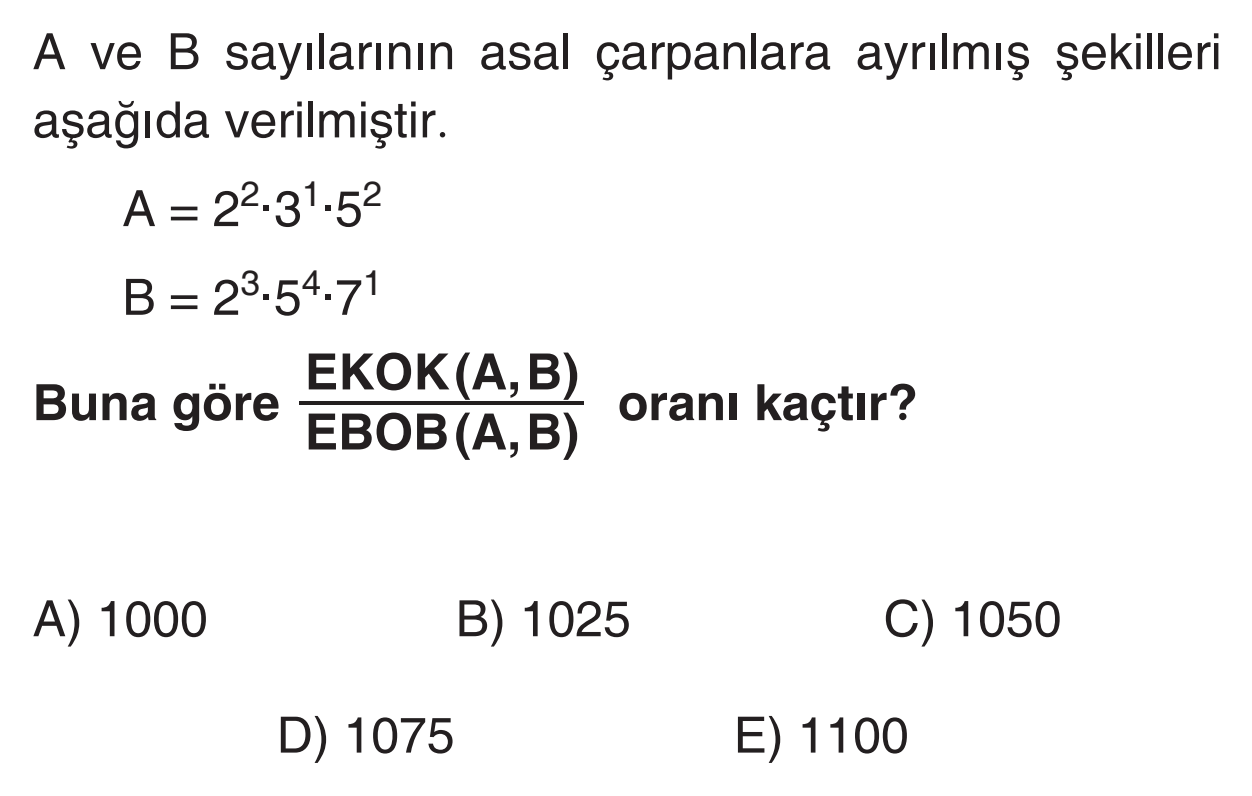 A ve B sayılarının asal çarpanlara ayrılmış şekilleri
aşağıda verilmiştir.
A = 2²·3¹·5²
B = 2³·5⁴·7¹
Buna göre EKOK(A,B) / EBOB(A,B) oranı kaçtır?
A) 1000 B) 1025 C) 1050
D) 1075 E) 1100